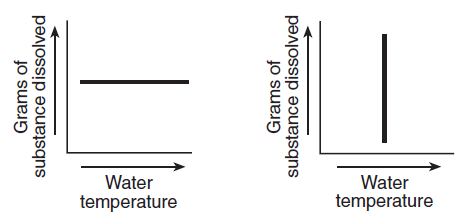 Grams of
substance dissolved
Water
temperature
Grams of
substance dissolved
Water
temperature